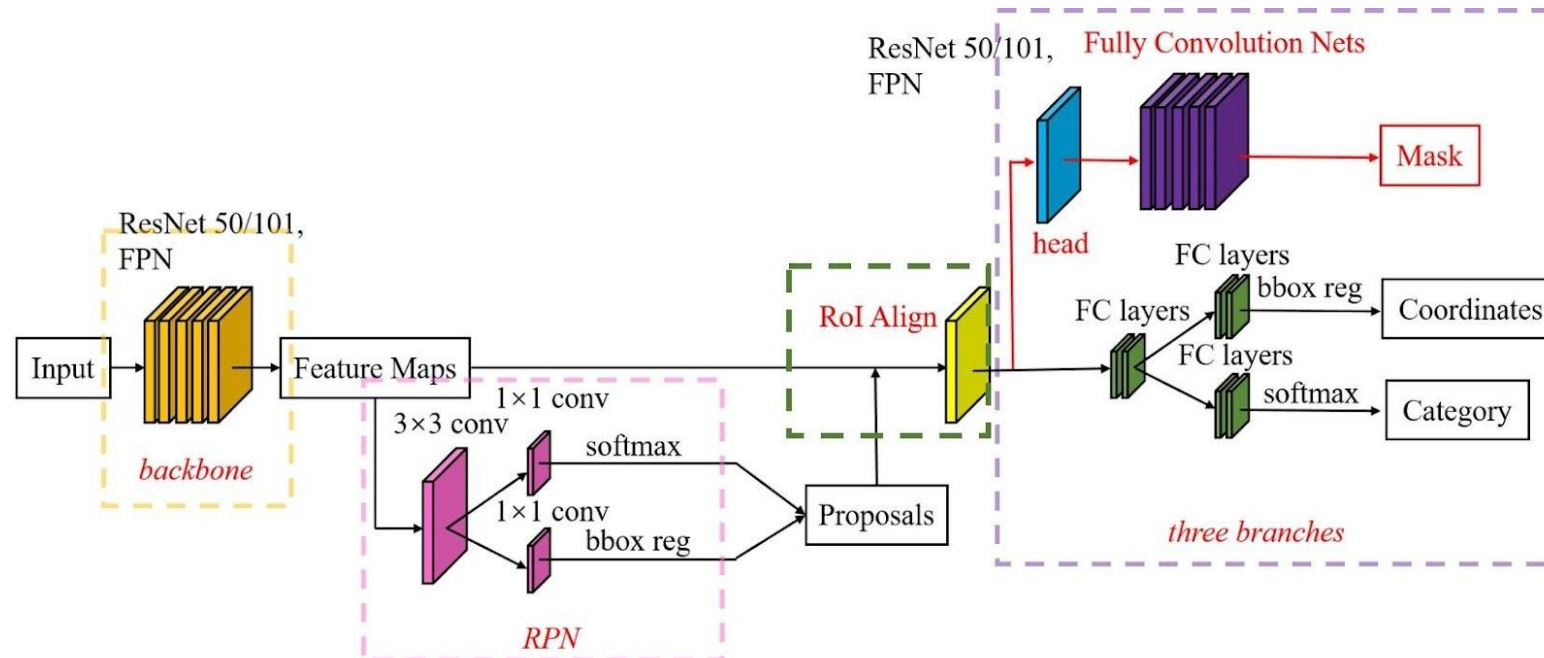 ResNet 50/101,
FPN
Fully Convolution Nets
Mask
head
ResNet 50/101,
FPN
FC layers
bbox reg
RoI Align
FC layers
Coordinates
Input
Feature Maps
FC layers
softmax
Category
1×1 conv
3×3 conv
backbone
softmax
1×1 conv
Proposals
bbox reg
three branches
RPN